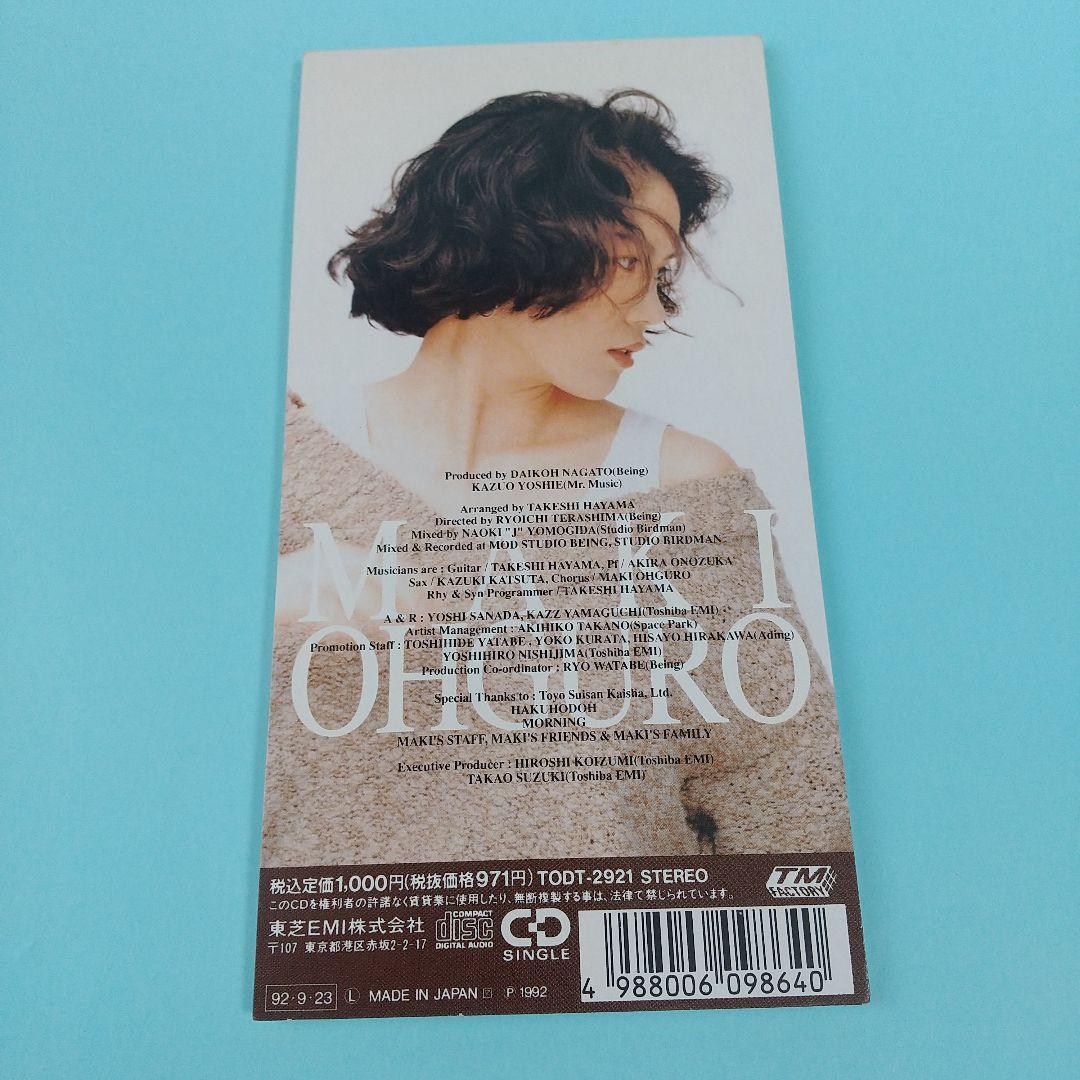 Produced by DAIKOH NAGATO(Being)
KAZUO YOSHIE(Mr. Music)
Arranged by TAKESHI HAYAMA
Directed by RYOICHI TERASHIMA(Being)
Mixed by NAOKI "J" YOMOGIDA(Studio Birdman)
Mixed & Recorded at MOD STUDIO BEING, STUDIO BIRDMAN
Musicians are : Guitar / TAKESHI HAYAMA, Pf / AKIRA ONOZUKA
Sax / KAZUKI KATSUTA, Chorus / MAKI OHGURO
Rhy & Syn Programmer / TAKESHI HAYAMA
MAKI
A & R : YOSHI SANADA, KAZZ YAMAGUCHI(Toshiba EMI)
Artist Management : AKIHIKO TAKANO(Space Park)
Promotion Staff : TOSHIHIDE YATABE , YOKO KURATA, HISAYO HIRAKAWA(Ading)
YOSHIHIRO NISHIJIMA(Toshiba EMI)
Production Co-ordinator : RYO WATABE(Being)
OHGURO
Special Thanks to : Toyo Suisan Kaisha, Ltd.
HAKUHODOH
MORNING
MAKI'S STAFF, MAKI'S FRIENDS & MAKI'S FAMILY
Executive Producer : HIROSHI KOIZUMI(Toshiba EMI)
TAKAO SUZUKI(Toshiba EMI)
税込定価1,000円(税抜価格971円) TODT-2921 STEREO
TM FACTORY
このCDを権利者の許諾なく賃貸業に使用したり、無断複製する事は、法律で禁じられています。
東芝EMI株式会社
〒107 東京都港区赤坂2-2-17
COMPACT disc DIGITAL AUDIO
CD SINGLE
4 988006 098640
92・9・23 Ⓛ MADE IN JAPAN ℗ 1992